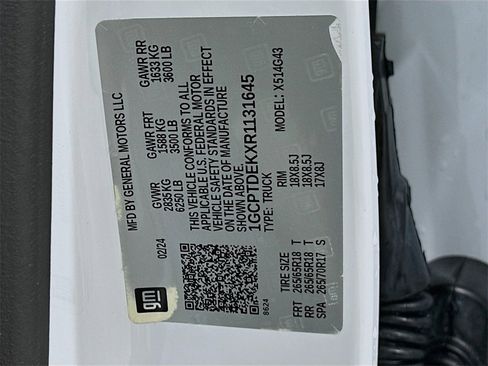 MFD BY GENERAL MOTORS LLC
02/24 GVWR GAWR FRT GAWR RR
2835 KG 1588 KG 1633 KG
6250 LB 3500 LB 3600 LB
THIS VEHICLE CONFORMS TO ALL
APPLICABLE U.S. FEDERAL MOTOR
VEHICLE SAFETY STANDARDS IN EFFECT
ON THE DATE OF MANUFACTURE
SHOWN ABOVE.
1GCPTDEKXR1131645
TYPE: TRUCK MODEL: X514G43
gm
8624
TIRE SIZE RIM
FRT 265/65R18 T 18X8.5J
RR 265/65R18 T 18X8.5J
SPA 265/70R17 S 17X8J
gm